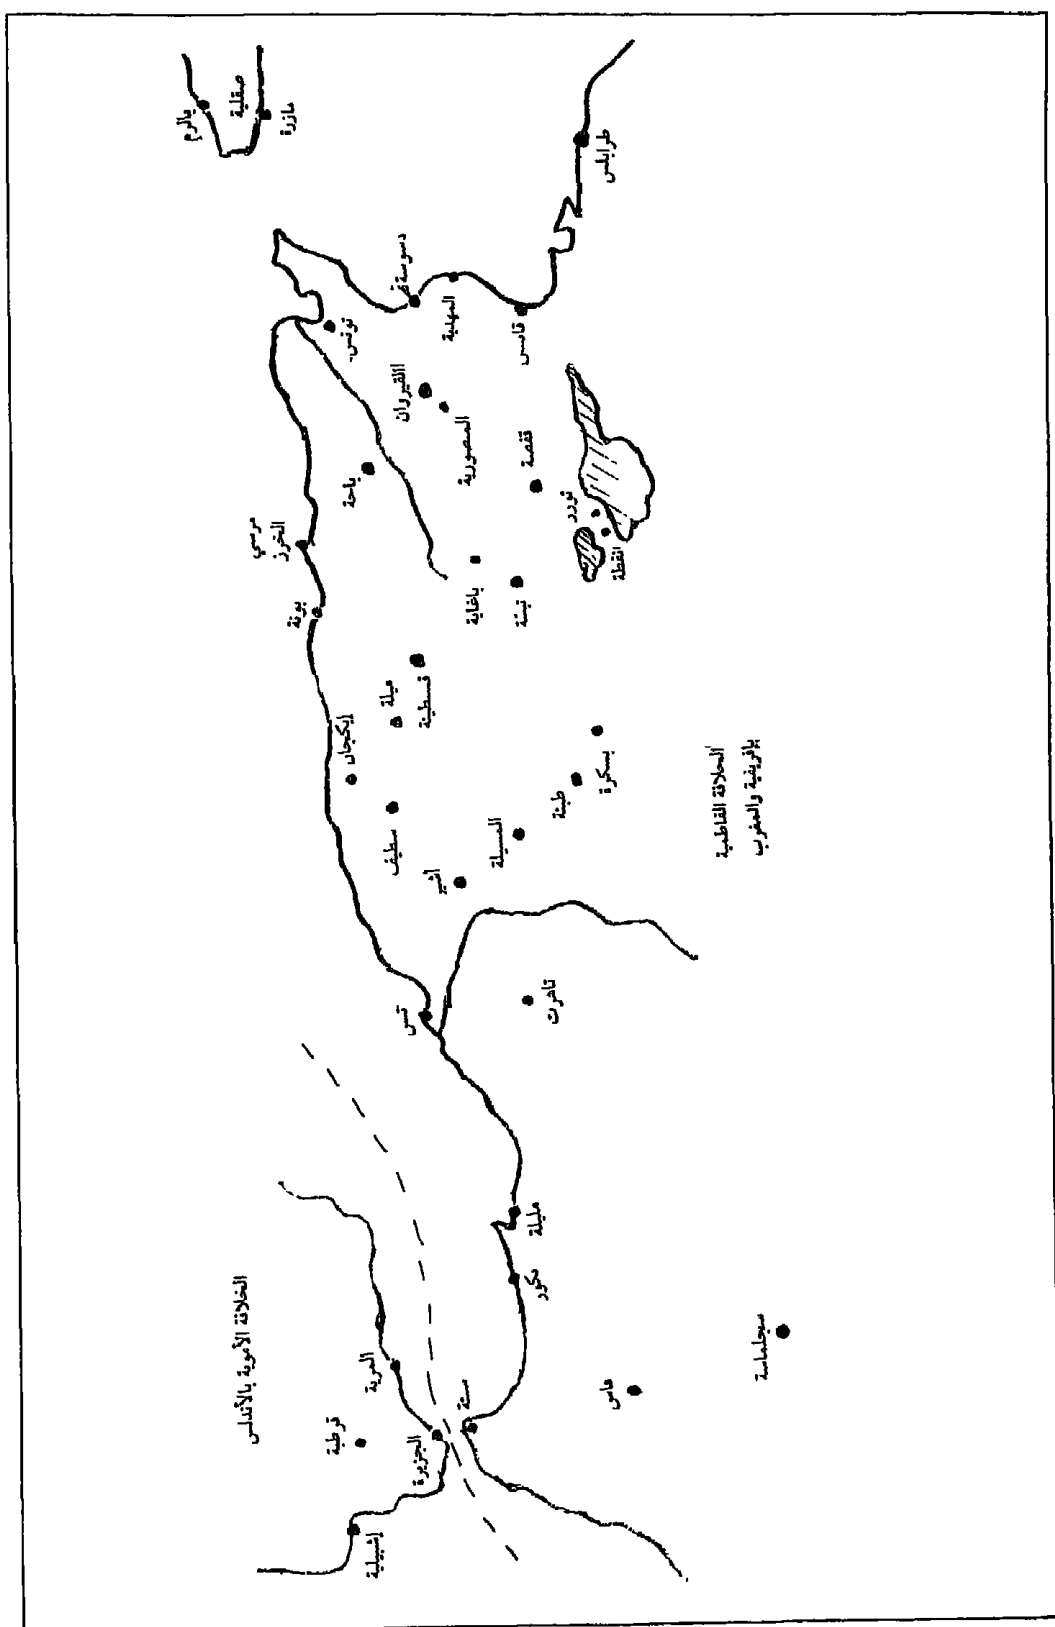 الخلافة الأموية بالأندلس
إشبيلية
قرطبة
الجزيرة
المرية
سبتة
نكور
مليلة
فاس
سجلماسة
تنس
تاهرت
أشير
المسيلة
طبنة
بسكرة
سطيف
إيكجان
ميلة
قسطينة
بونة
مرسي
الخرز
باجة
باغاية
تبسة
قفصة
توزر
نفطة
تونس
القيروان
المنصورية
سوسة
المهدية
قابس
طرابلس
صقلية
بالرم
مازرة
الخلافة الفاطمية
بإفريقية والمغرب